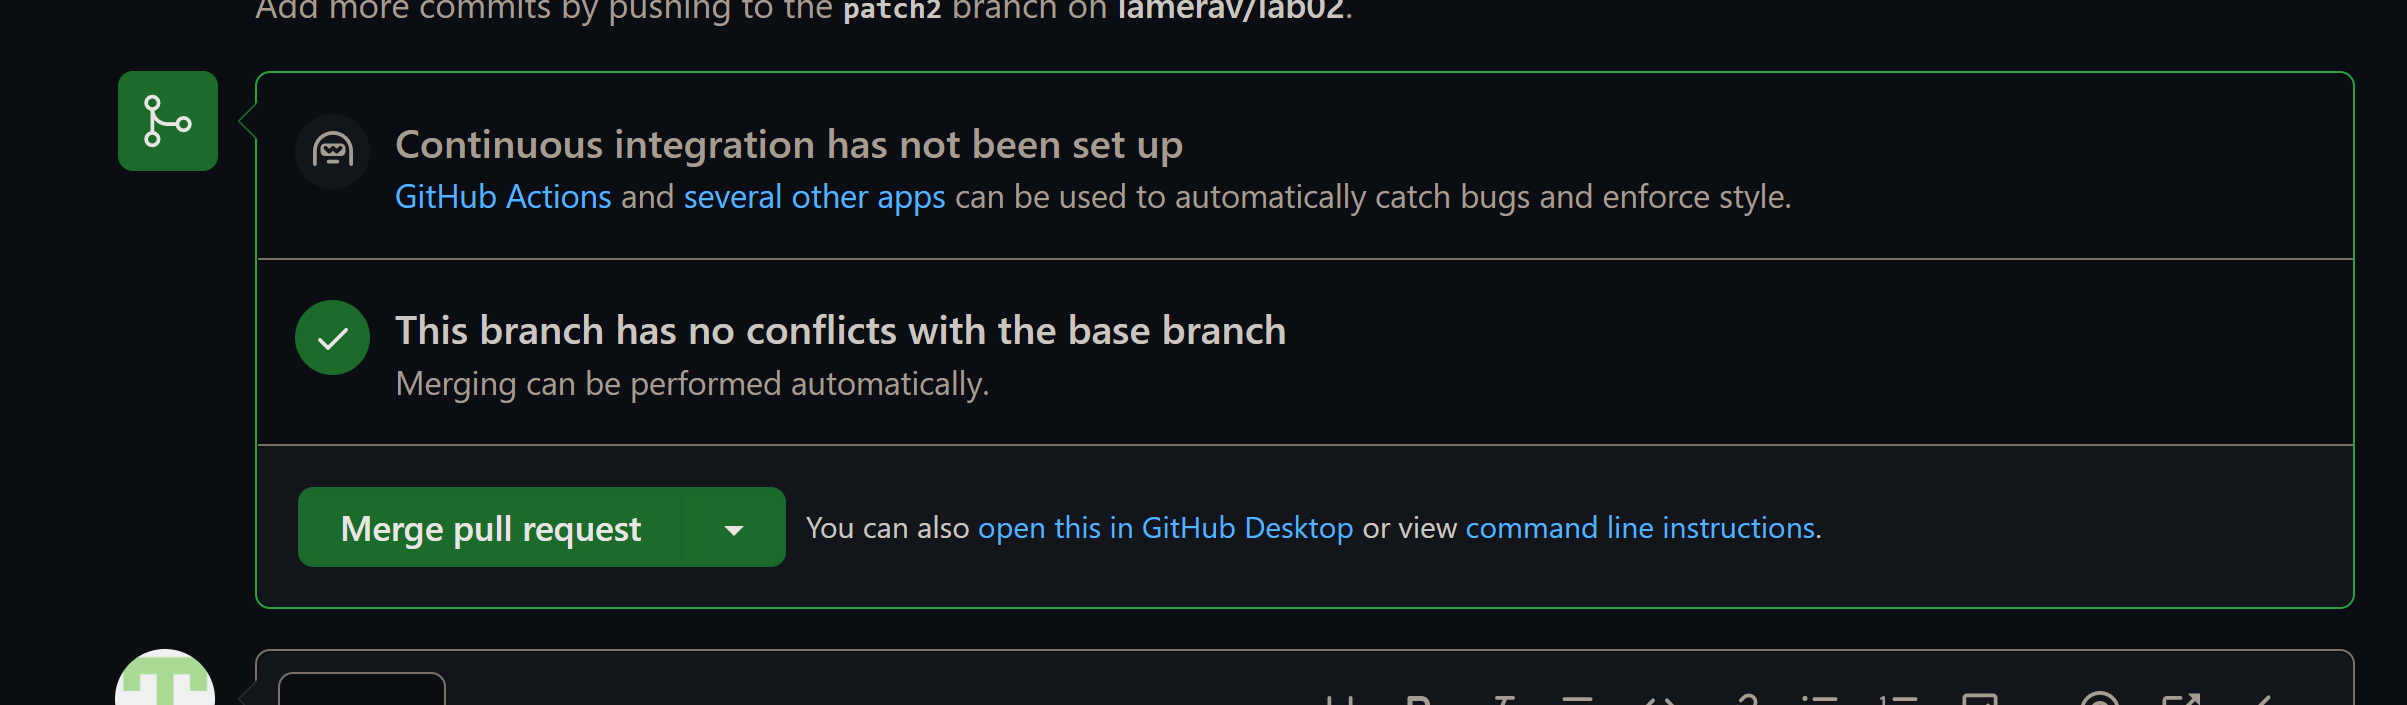 Add more commits by pushing to the patch2 branch on lamerav/lab02.
Continuous integration has not been set up
GitHub Actions and several other apps can be used to automatically catch bugs and enforce style.
This branch has no conflicts with the base branch
Merging can be performed automatically.
Merge pull request
You can also open this in GitHub Desktop or view command line instructions.